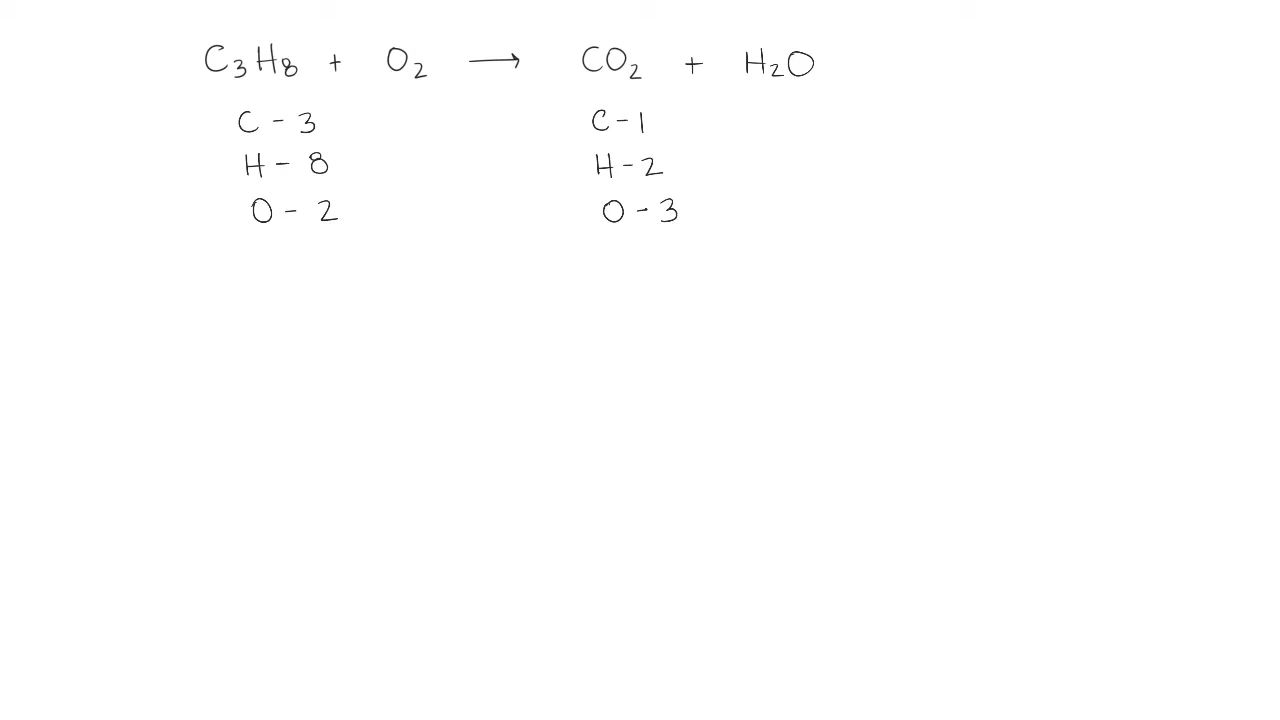 C₃H₈ + O₂ → CO₂ + H₂O
C - 3 C - 1
H - 8 H - 2
O - 2 O - 3